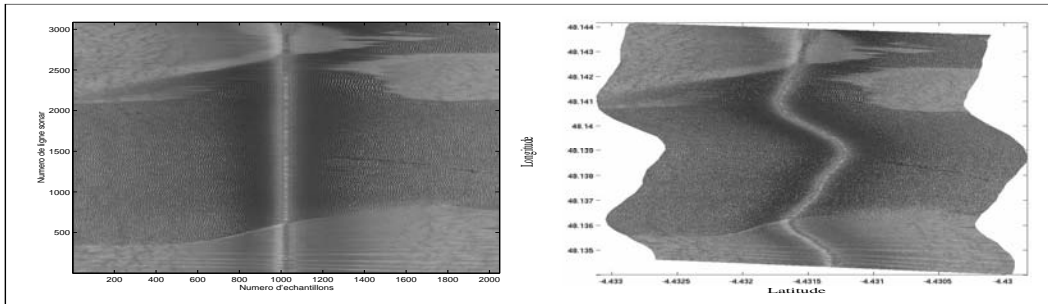 3000
2500
2000
1500
1000
500
Numero de ligne sonar
200 400 600 800 1000 1200 1400 1600 1800 2000
Numero d'echantillons
48.144
48.143
48.142
48.141
48.14
48.139
48.138
48.137
48.136
48.135
Longitude
-4.433 -4.4325 -4.432 -4.4315 -4.431 -4.4305 -4.43
Latitude